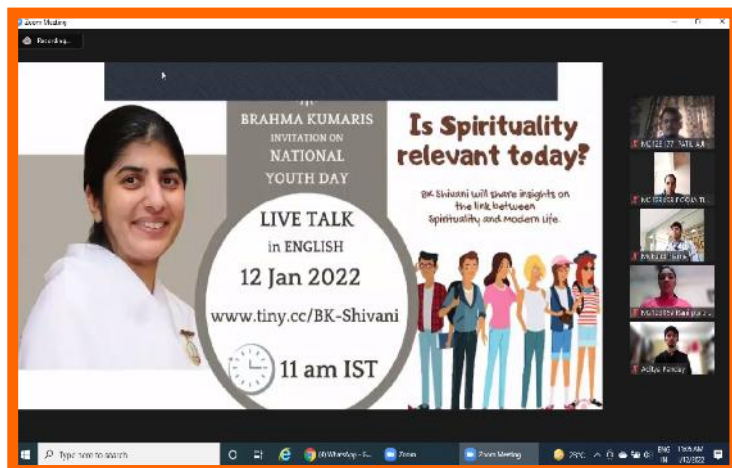 Zoom Meeting
Recording...
BRAHMA KUMARIS
INVITATION ON
NATIONAL
YOUTH DAY
LIVE TALK
in ENGLISH
12 Jan 2022
www.tiny.cc/BK-Shivani
11 am IST
Is Spirituality
relevant today?
BK Shivani will share insights on
the link between
Spirituality and Modern Life.
Aditya Panday
Type here to search
Zoom
Zoom Meeting
ENG
IN